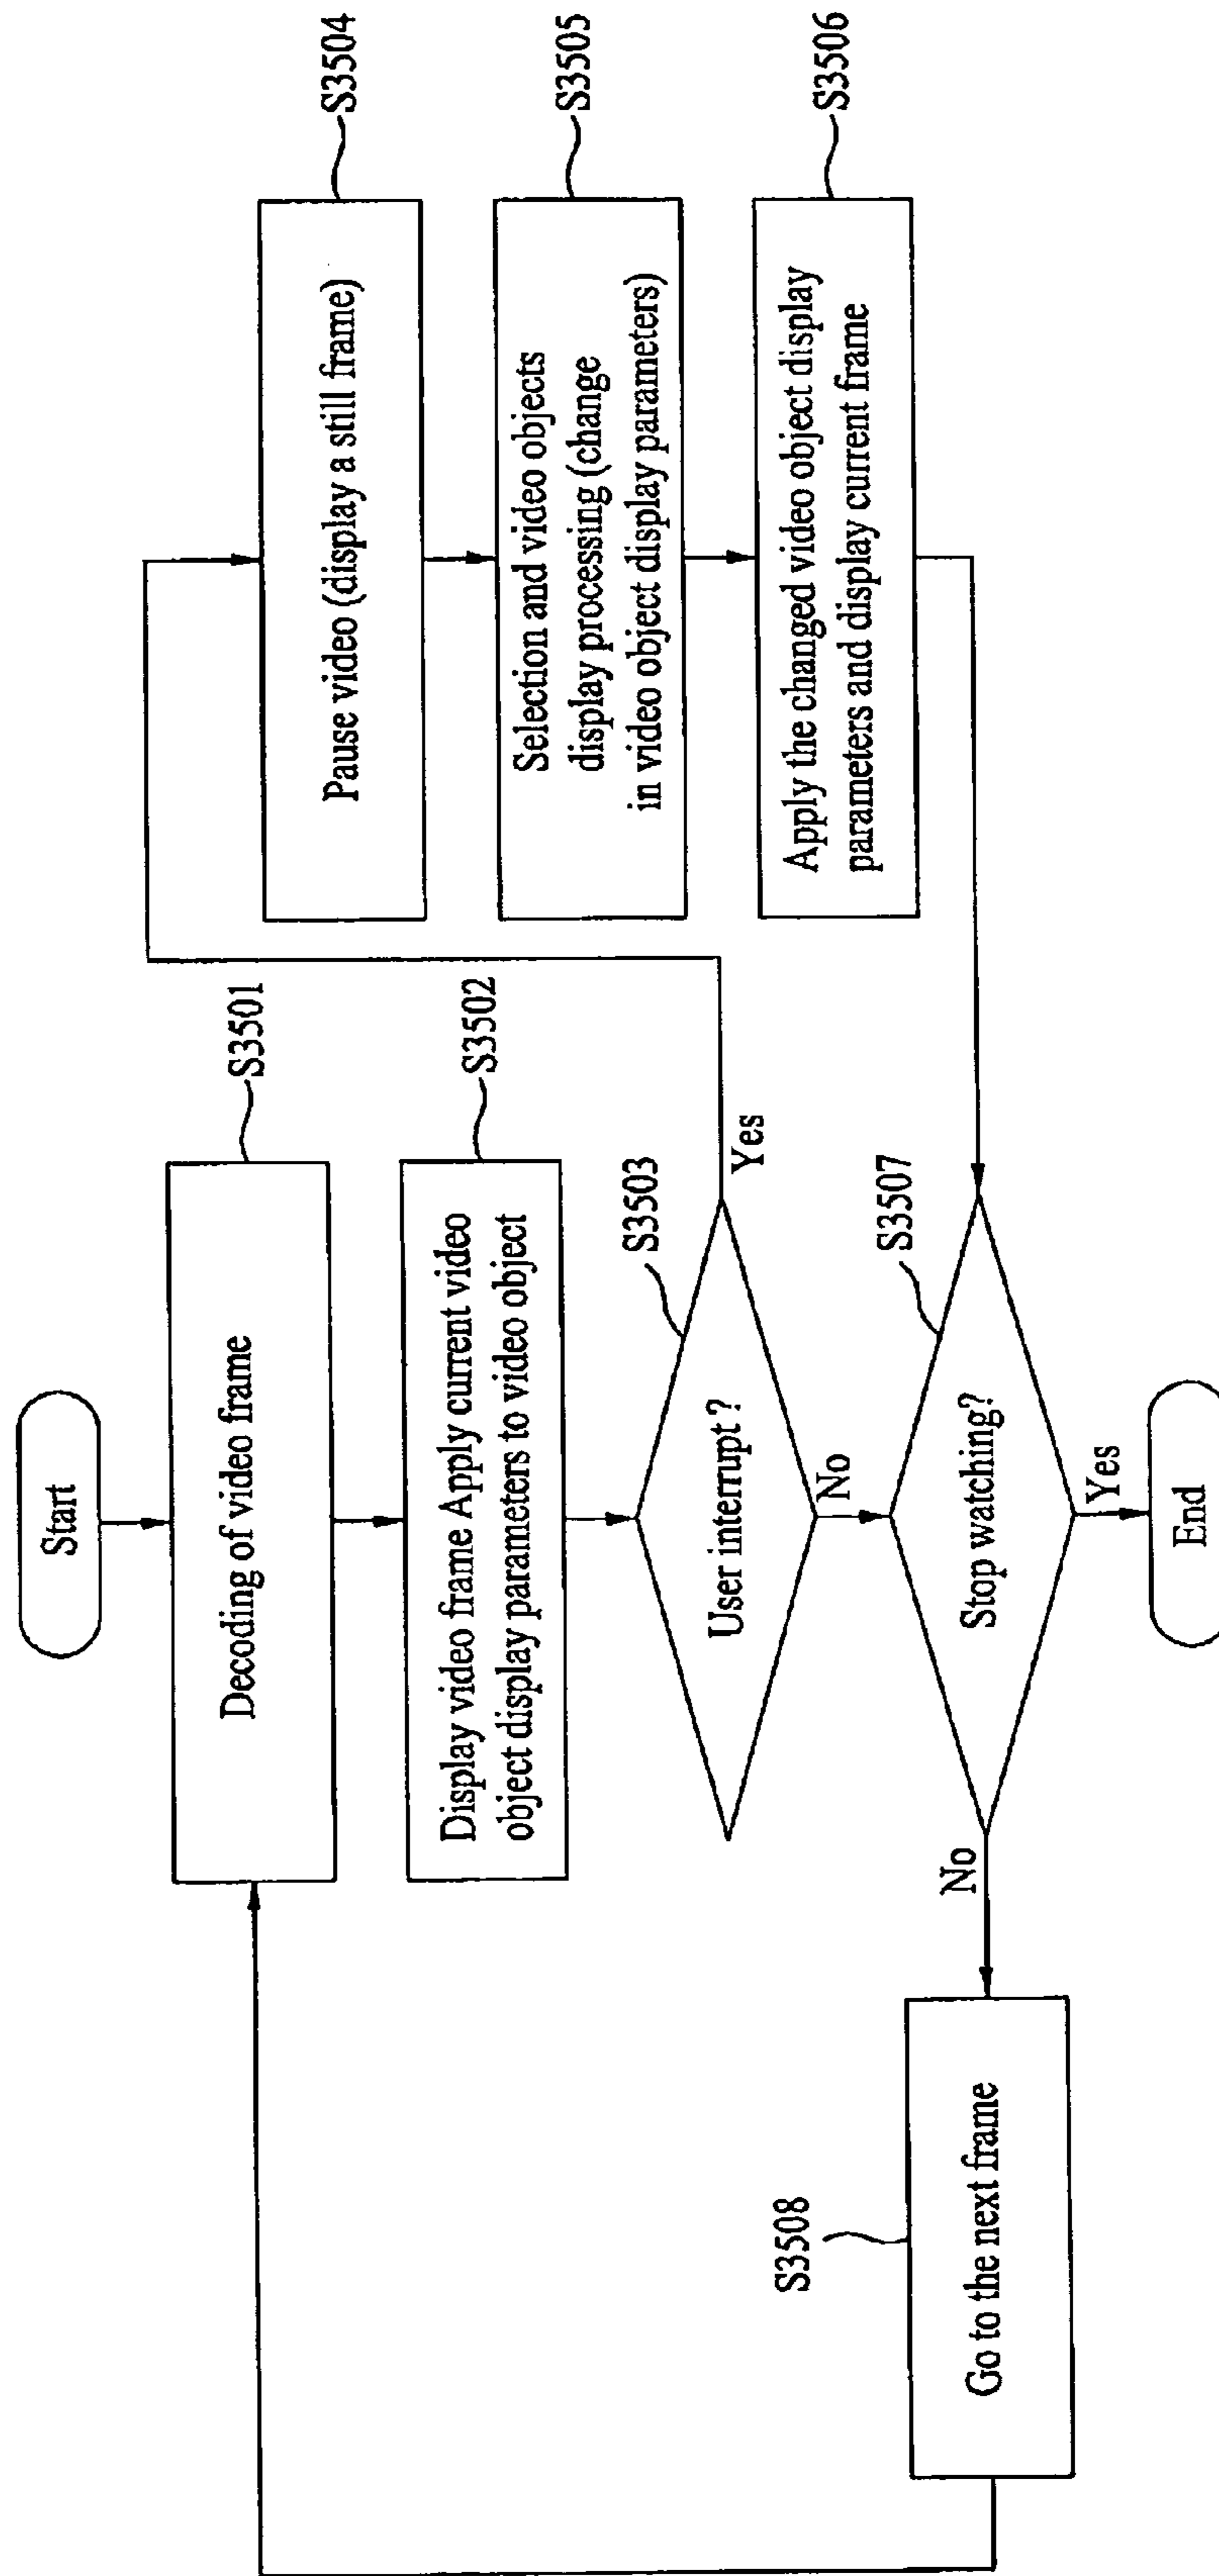 Start
Decoding of video frame
S3501
Display video frame Apply current video
object display parameters to video object
S3502
User interrupt ?
S3503
Yes
No
Pause video (display a still frame)
S3504
Selection and video objects
display processing (change
in video object display parameters)
S3505
Apply the changed video object display
parameters and display current frame
S3506
Stop watching?
S3507
No
Yes
Go to the next frame
S3508
End